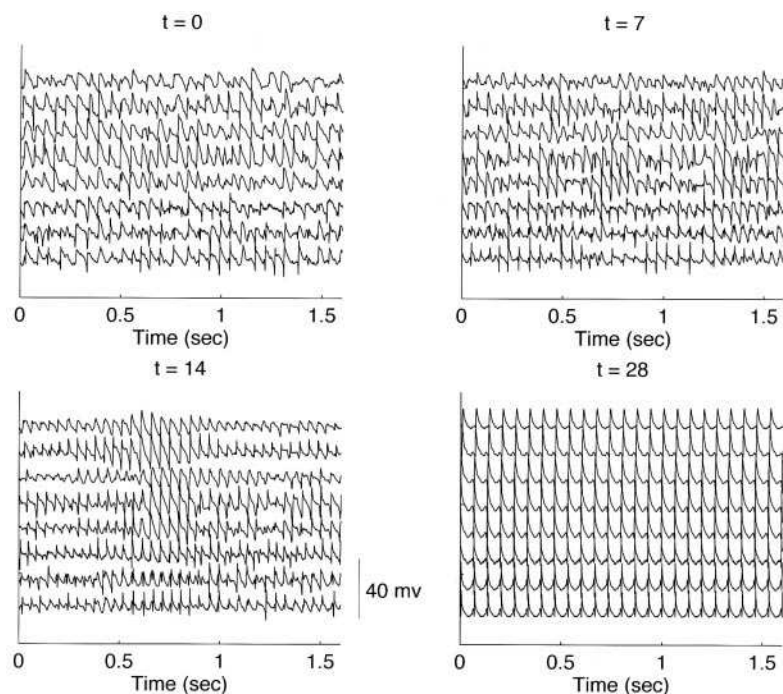 t = 0
0 0.5 1 1.5
Time (sec)
t = 7
0 0.5 1 1.5
Time (sec)
t = 14
40 mv
0 0.5 1 1.5
Time (sec)
t = 28
0 0.5 1 1.5
Time (sec)